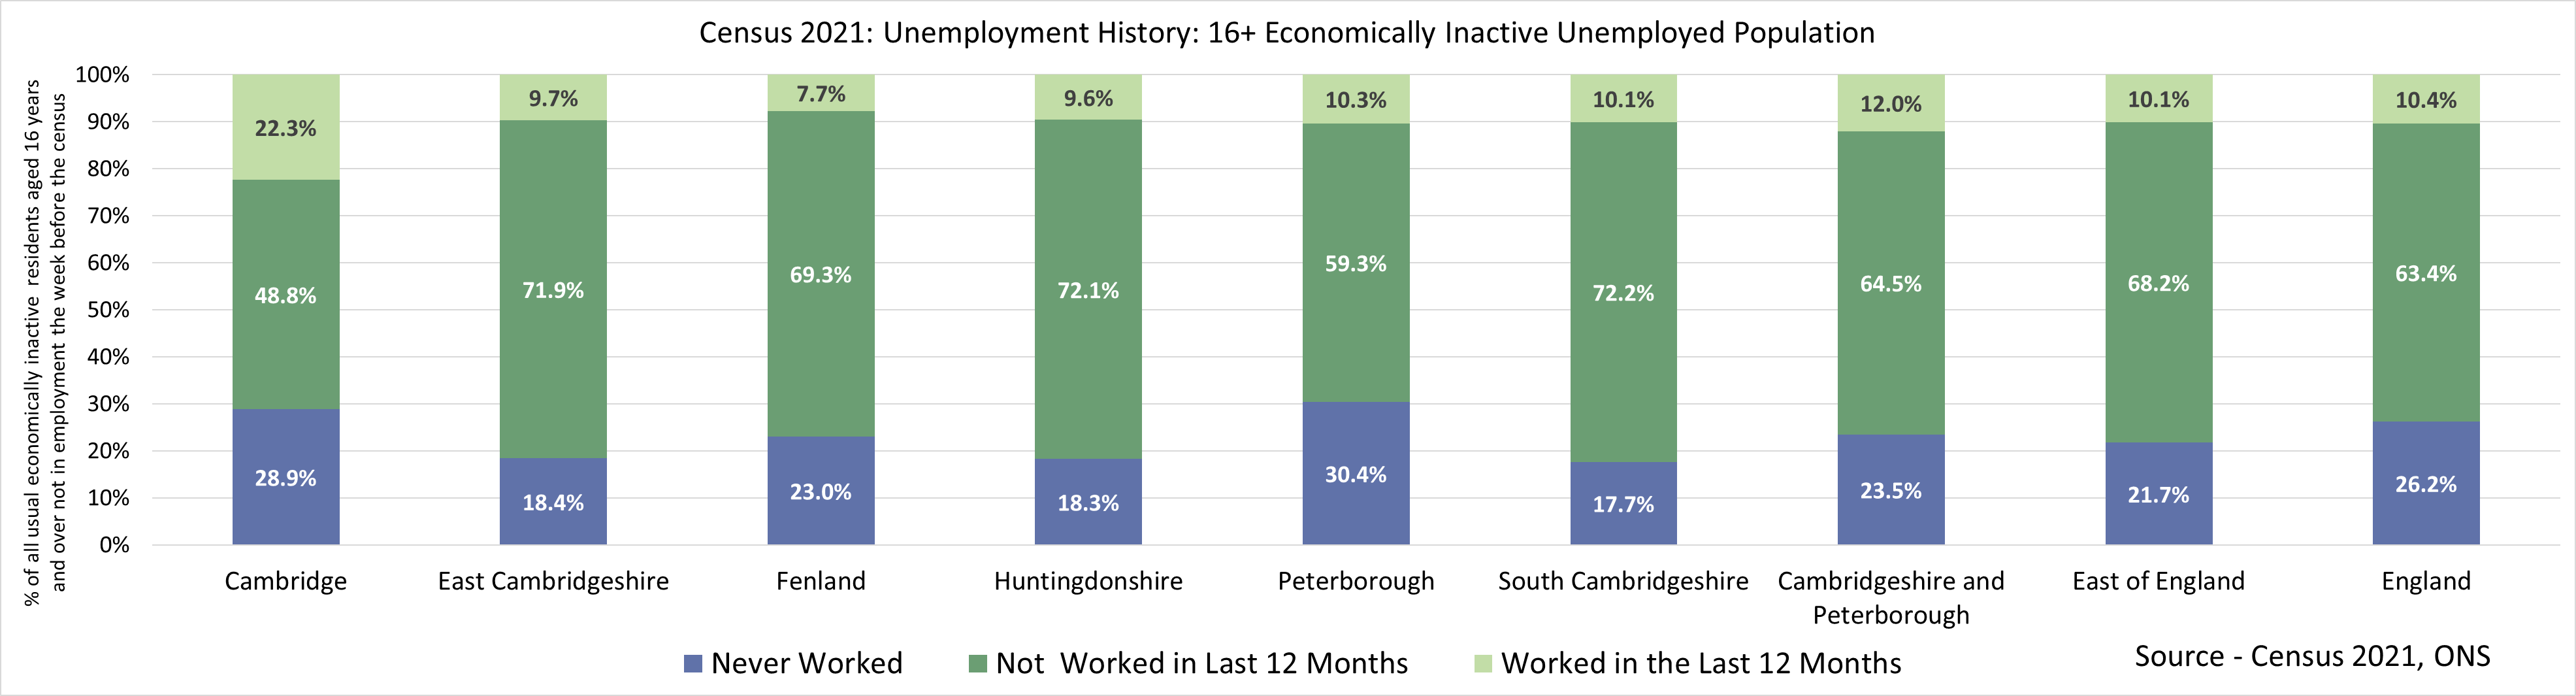 Census 2021: Unemployment History: 16+ Economically Inactive Unemployed Population
% of all usual economically inactive residents aged 16 years
and over not in employment the week before the census
100%
90%
80%
70%
60%
50%
40%
30%
20%
10%
0%
22.3% 9.7% 7.7% 9.6% 10.3% 10.1% 12.0% 10.1% 10.4%
48.8% 71.9% 69.3% 72.1% 59.3% 72.2% 64.5% 68.2% 63.4%
28.9% 18.4% 23.0% 18.3% 30.4% 17.7% 23.5% 21.7% 26.2%
Cambridge East Cambridgeshire Fenland Huntingdonshire Peterborough South Cambridgeshire Cambridgeshire and East of England England
Peterborough
Never Worked Not Worked in Last 12 Months Worked in the Last 12 Months
Source - Census 2021, ONS